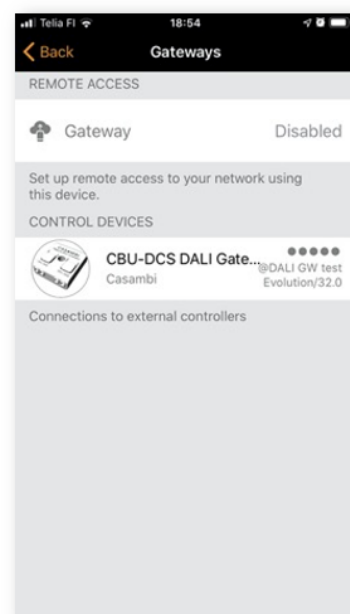 Telia FI 18:54
Back Gateways
REMOTE ACCESS
Gateway Disabled
Set up remote access to your network using
this device.
CONTROL DEVICES
CBU-DCS DALI Gate...
Casambi
@DALI GW test
Evolution/32.0
Connections to external controllers